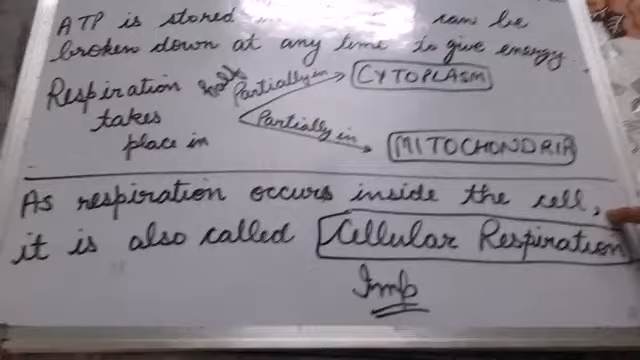 ATP is stored can be
broken down at any time to give energy.
Respiration Partially in CYTOPLASM
takes Partially in
place in MITOCHONDRIA
As respiration occurs inside the cell,
it is also called Cellular Respiration
Imp